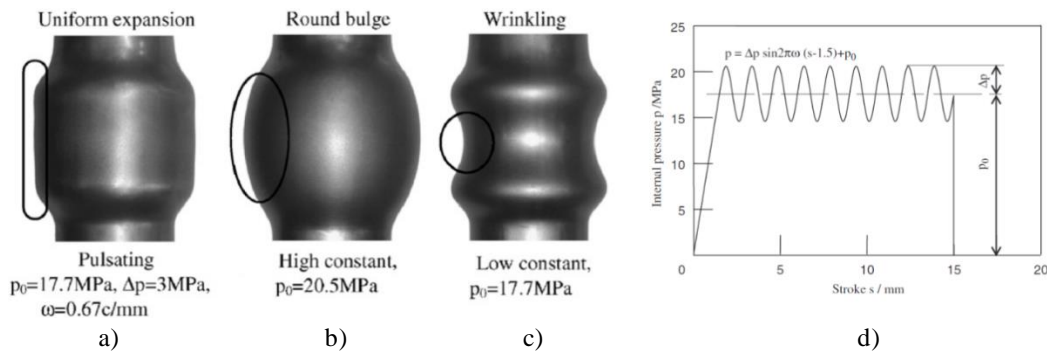 Uniform expansion
Pulsating
p₀=17.7MPa, Δp=3MPa,
ω=0.67c/mm
a)
Round bulge
High constant,
p₀=20.5MPa
b)
Wrinkling
Low constant,
p₀=17.7MPa
c)
25
20
15
10
5
0
5
10
15
20
Internal pressure p /MPa
p = Δp sin2πω (s-1.5)+p₀
Δp
p₀
Stroke s / mm
d)